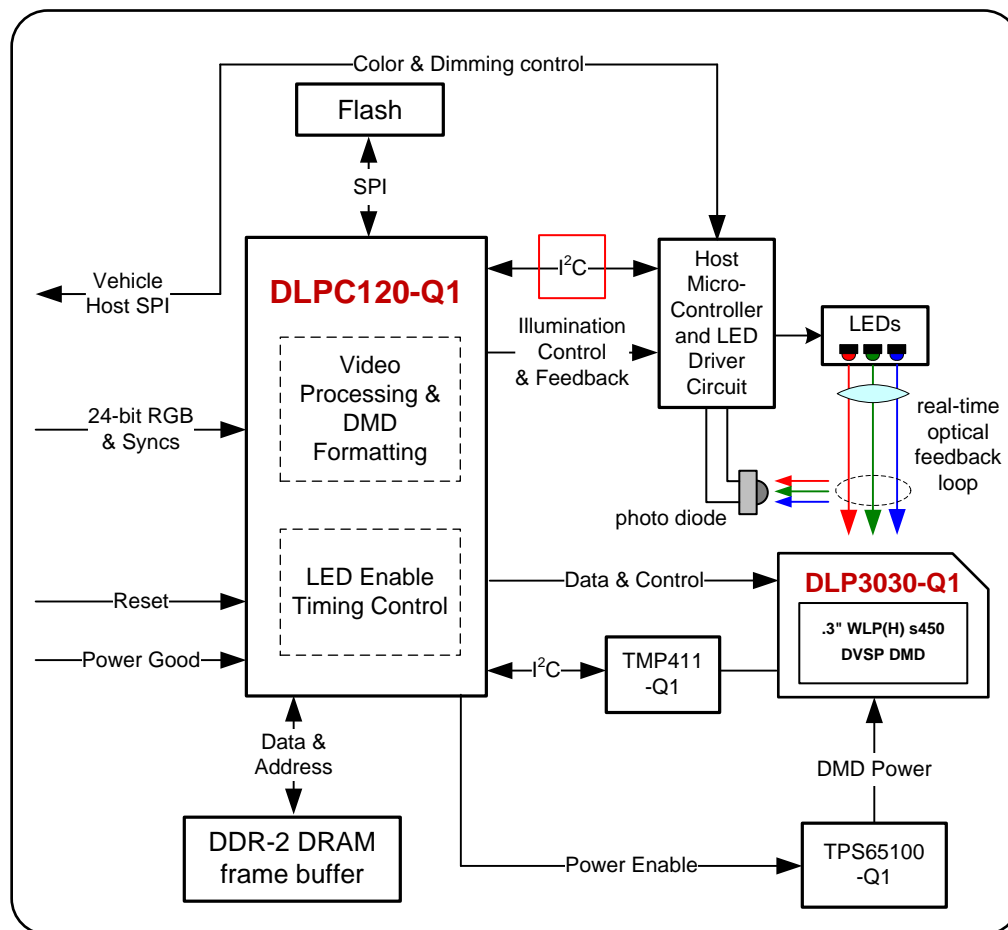 Color & Dimming control
Flash
SPI
Vehicle
Host SPI
DLPC120-Q1
I²C
Host
Micro-
Controller
and LED
Driver
Circuit
LEDs
Video
Processing &
DMD
Formatting
Illumination
Control
& Feedback
24-bit RGB
& Syncs
real-time
optical
feedback
loop
photo diode
LED Enable
Timing Control
Data & Control
DLP3030-Q1
.3" WLP(H) s450
DVSP DMD
Reset
Power Good
I²C
TMP411
-Q1
Data &
Address
DMD Power
DDR-2 DRAM
frame buffer
Power Enable
TPS65100
-Q1